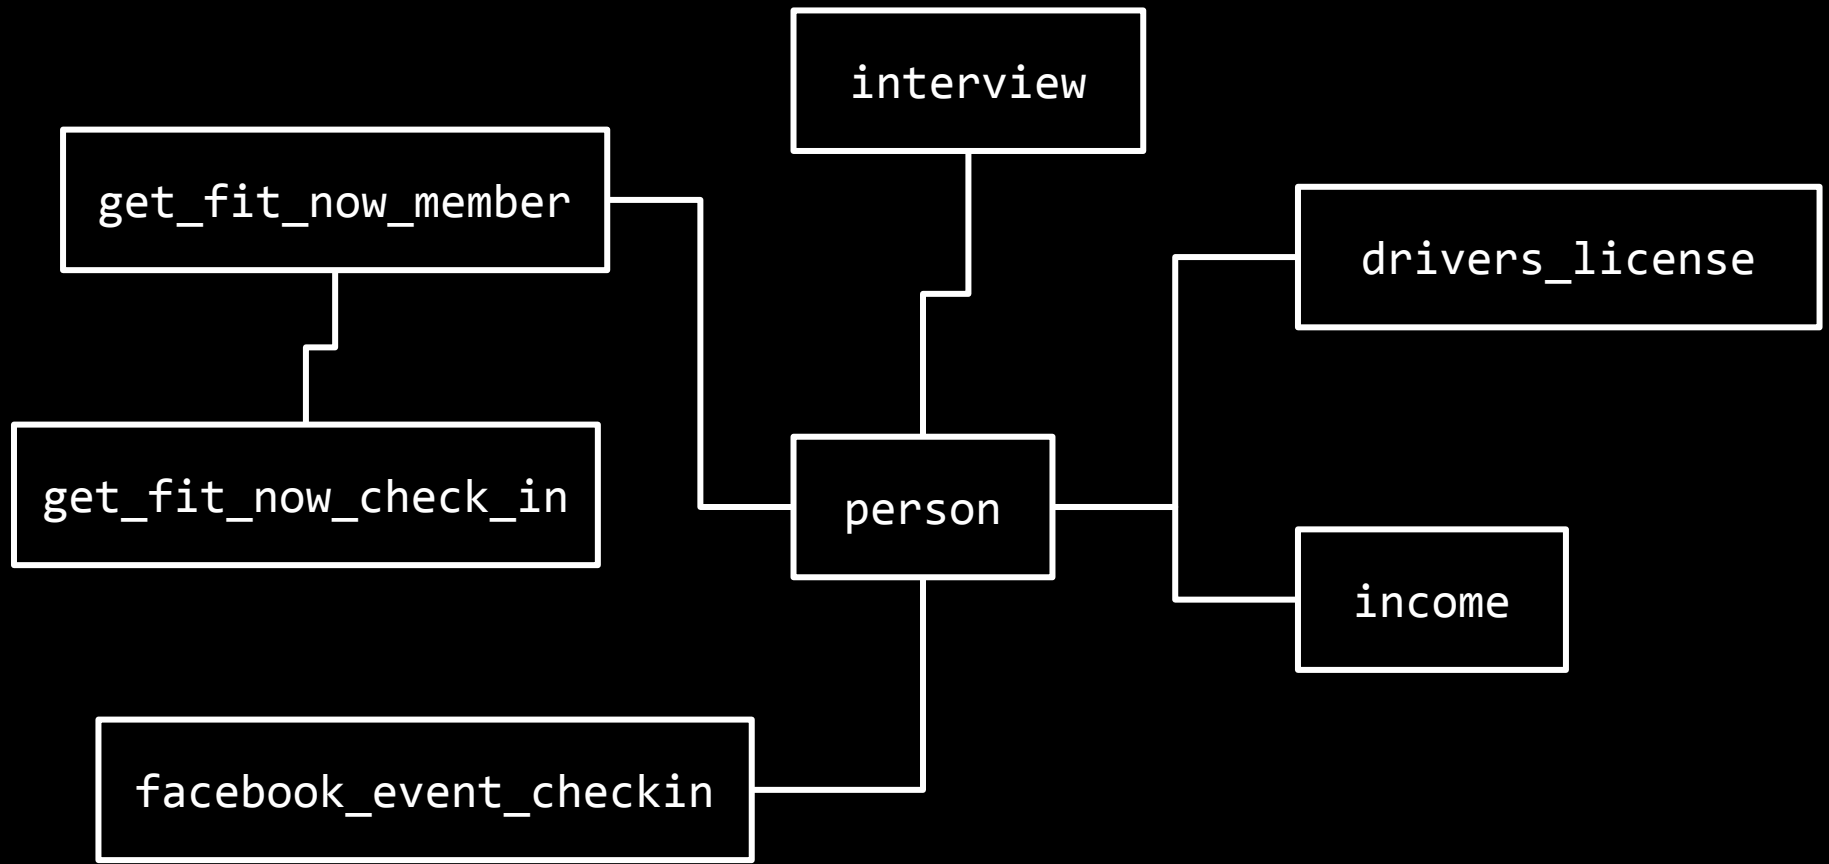 interview
get_fit_now_member
drivers_license
get_fit_now_check_in
person
income
facebook_event_checkin